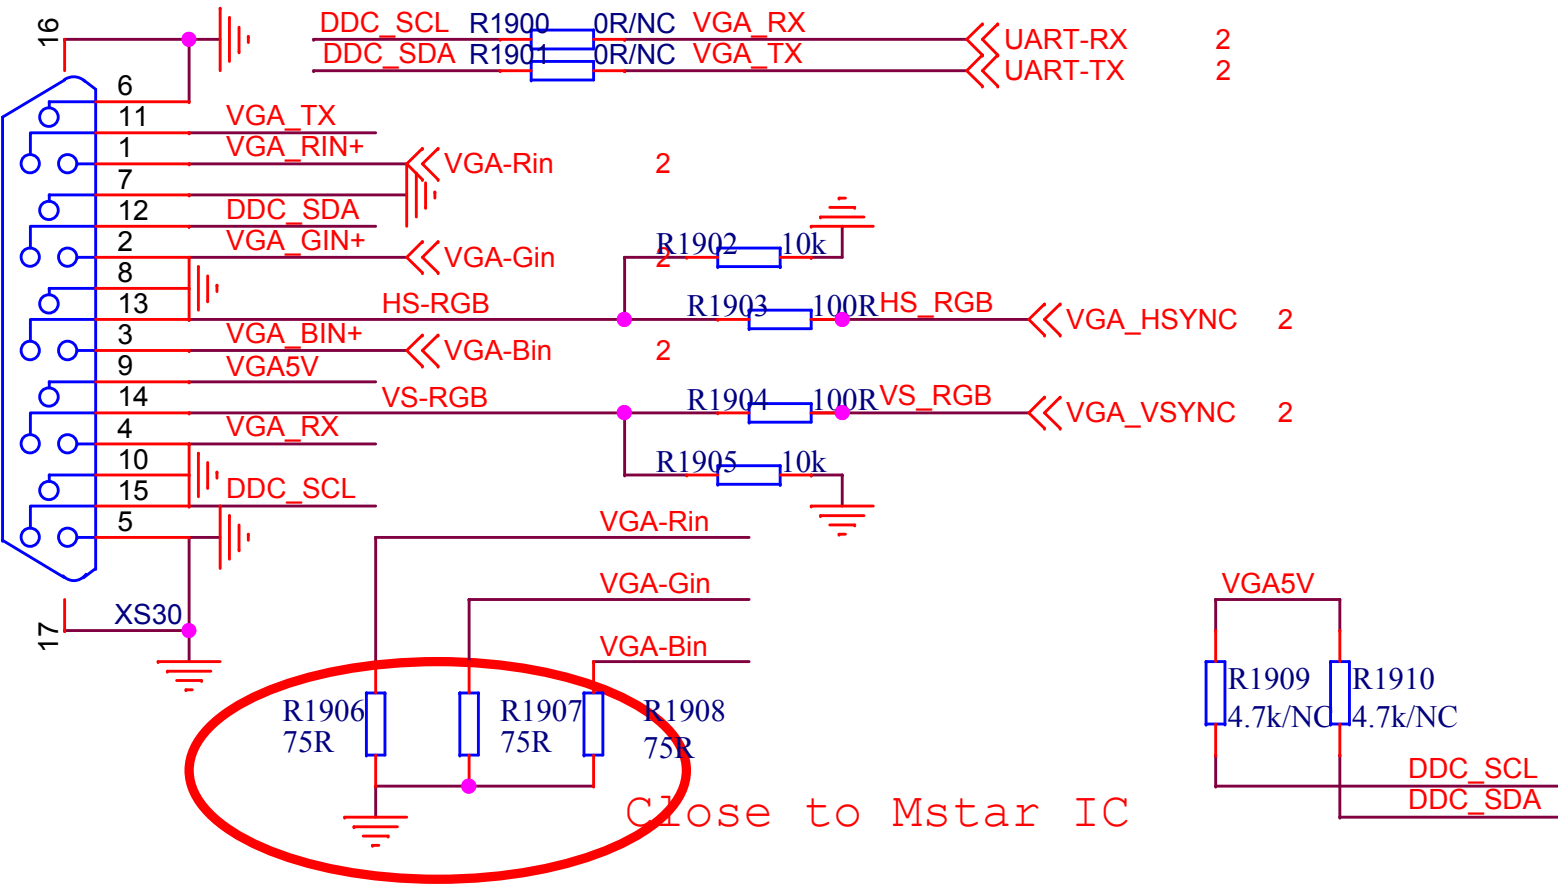 16
DDC_SCL R1900 0R/NC VGA_RX
UART-RX 2
DDC_SDA R1901 0R/NC VGA_TX
UART-TX 2
6
11 VGA_TX
1 VGA_RIN+
VGA-Rin 2
7
12 DDC_SDA
2 VGA_GIN+
VGA-Gin 2
R1902 10k
8
13 HS-RGB R1903 100R HS_RGB
VGA_HSYNC 2
3 VGA_BIN+
VGA-Bin 2
9 VGA5V
14 VS-RGB R1904 100R VS_RGB
VGA_VSYNC 2
4 VGA_RX
10
R1905 10k
15 DDC_SCL
5
VGA-Rin
VGA-Gin
VGA5V
XS30
17
VGA-Bin
R1909
4.7k/NC
R1910
4.7k/NC
R1906
75R
R1907
75R
R1908
75R
DDC_SCL
DDC_SDA
Close to Mstar IC